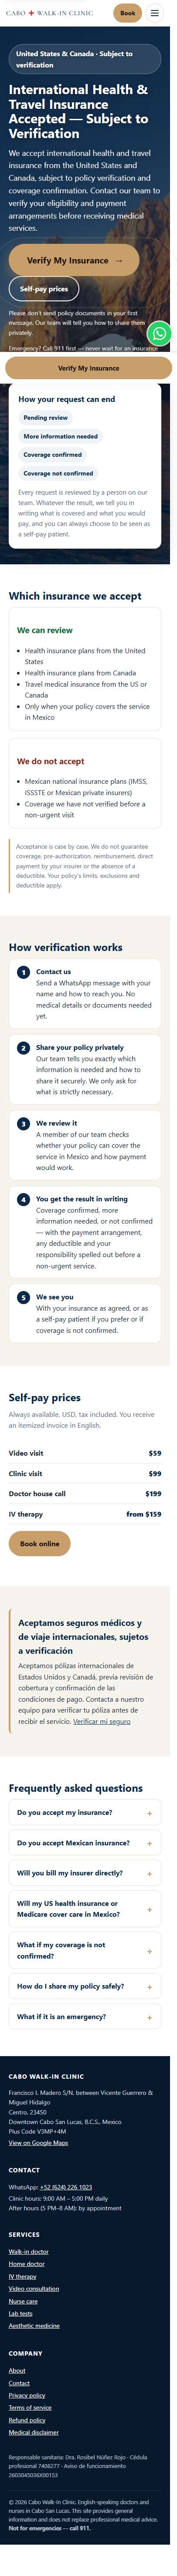 CABO + WALK-IN CLINIC
Book
United States & Canada · Subject to
verification
International Health &
Travel Insurance
Accepted — Subject to
Verification
We accept international health and travel
insurance from the United States and
Canada, subject to policy verification and
coverage confirmation. Contact our team to
verify your eligibility and payment
arrangements before receiving medical
services.
Verify My Insurance →
Self-pay prices
Please don't send policy documents in your first
message. Our team will tell you how to share them
privately.
Emergency? Call 911 first — never wait for an insurance
Verify My Insurance
How your request can end
Pending review
More information needed
Coverage confirmed
Coverage not confirmed
Every request is reviewed by a person on our
team. Whatever the result, we tell you in
writing what is covered and what you would
pay, and you can always choose to be seen as
a self-pay patient.
Which insurance we accept
We can review
Health insurance plans from the United
States
Health insurance plans from Canada
Travel medical insurance from the US or
Canada
Only when your policy covers the service
in Mexico
We do not accept
Mexican national insurance plans (IMSS,
ISSSTE or Mexican private insurers)
Coverage we have not verified before a
non-urgent visit
Acceptance is case by case. We do not guarantee
coverage, pre-authorization, reimbursement, direct
payment by your insurer or the absence of a
deductible. Your policy's limits, exclusions and
deductible apply.
How verification works
1 Contact us
Send a WhatsApp message with your
name and how to reach you. No
medical details or documents needed
yet.
2 Share your policy privately
Our team tells you exactly which
information is needed and how to
share it securely. We only ask for
what is strictly necessary.
3 We review it
A member of our team checks
whether your policy can cover the
service in Mexico and how payment
would work.
4 You get the result in writing
Coverage confirmed, more
information needed, or not confirmed
— with the payment arrangement,
any deductible and your
responsibility spelled out before a
non-urgent service.
5 We see you
With your insurance as agreed, or as
a self-pay patient if you prefer or if
coverage is not confirmed.
Self-pay prices
Always available. USD, tax included. You receive
an itemized invoice in English.
Video visit $59
Clinic visit $99
Doctor house call $199
IV therapy from $159
Book online
Aceptamos seguros médicos y
de viaje internacionales, sujetos
a verificación
Aceptamos pólizas internacionales de
Estados Unidos y Canadá, previa revisión de
cobertura y confirmación de las
condiciones de pago. Contacta a nuestro
equipo para verificar tu póliza antes de
recibir el servicio. Verificar mi seguro
Frequently asked questions
Do you accept my insurance? +
Do you accept Mexican insurance? +
Will you bill my insurer directly? +
Will my US health insurance or
Medicare cover care in Mexico? +
What if my coverage is not
confirmed? +
How do I share my policy safely? +
What if it is an emergency? +
CABO WALK-IN CLINIC
Francisco I. Madero S/N, between Vicente Guerrero &
Miguel Hidalgo
Centro, 23450
Downtown Cabo San Lucas, B.C.S., Mexico
Plus Code V3MP+4M
View on Google Maps
CONTACT
WhatsApp: +52 (624) 226 1023
Clinic hours: 9:00 AM – 5:00 PM daily
After hours (5 PM–8 AM): by appointment
SERVICES
Walk-in doctor
Home doctor
IV therapy
Video consultation
Nurse care
Lab tests
Aesthetic medicine
COMPANY
About
Contact
Privacy policy
Terms of service
Refund policy
Medical disclaimer
Responsable sanitaria: Dra. Rosibel Núñez Rojo · Cédula
profesional 7408277 · Aviso de funcionamiento
2603045036X00153
© 2026 Cabo Walk-In Clinic. English-speaking doctors and
nurses in Cabo San Lucas. This site provides general
information and does not replace professional medical advice.
Not for emergencies — call 911.